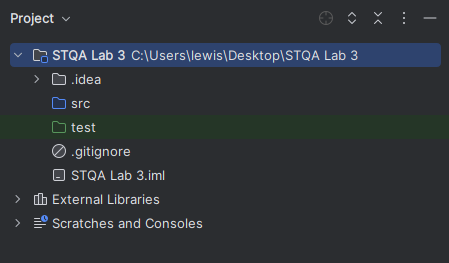 Project
STQA Lab 3 C:\Users\lewis\Desktop\STQA Lab 3
.idea
src
test
.gitignore
STQA Lab 3.iml
External Libraries
Scratches and Consoles